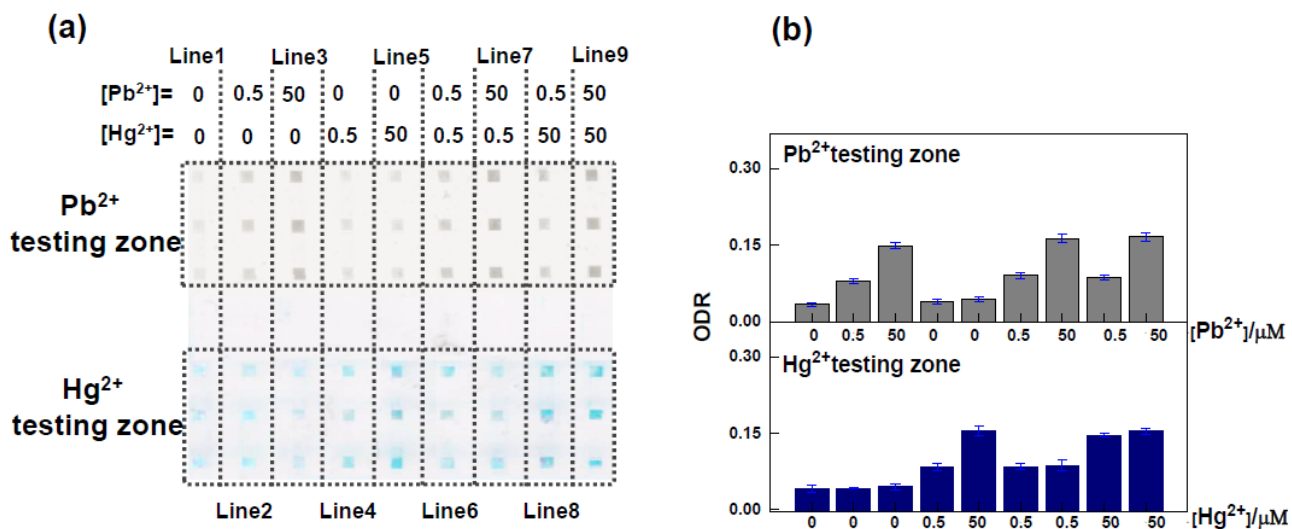 (a)
Line1 Line3 Line5 Line7 Line9
[Pb²⁺]= 0 0.5 50 0 0 0.5 50 0.5 50
[Hg²⁺]= 0 0 0 0.5 50 0.5 0.5 50 50
Pb²⁺
testing zone
Hg²⁺
testing zone
Line2 Line4 Line6 Line8
(b)
ODR
Pb²⁺testing zone
0.30
0.15
0.00
0 0.5 50 0 0 0.5 50 0.5 50 [Pb²⁺]/μM
Hg²⁺testing zone
0.30
0.15
0.00
0 0 0 0.5 50 0.5 0.5 50 50 [Hg²⁺]/μM